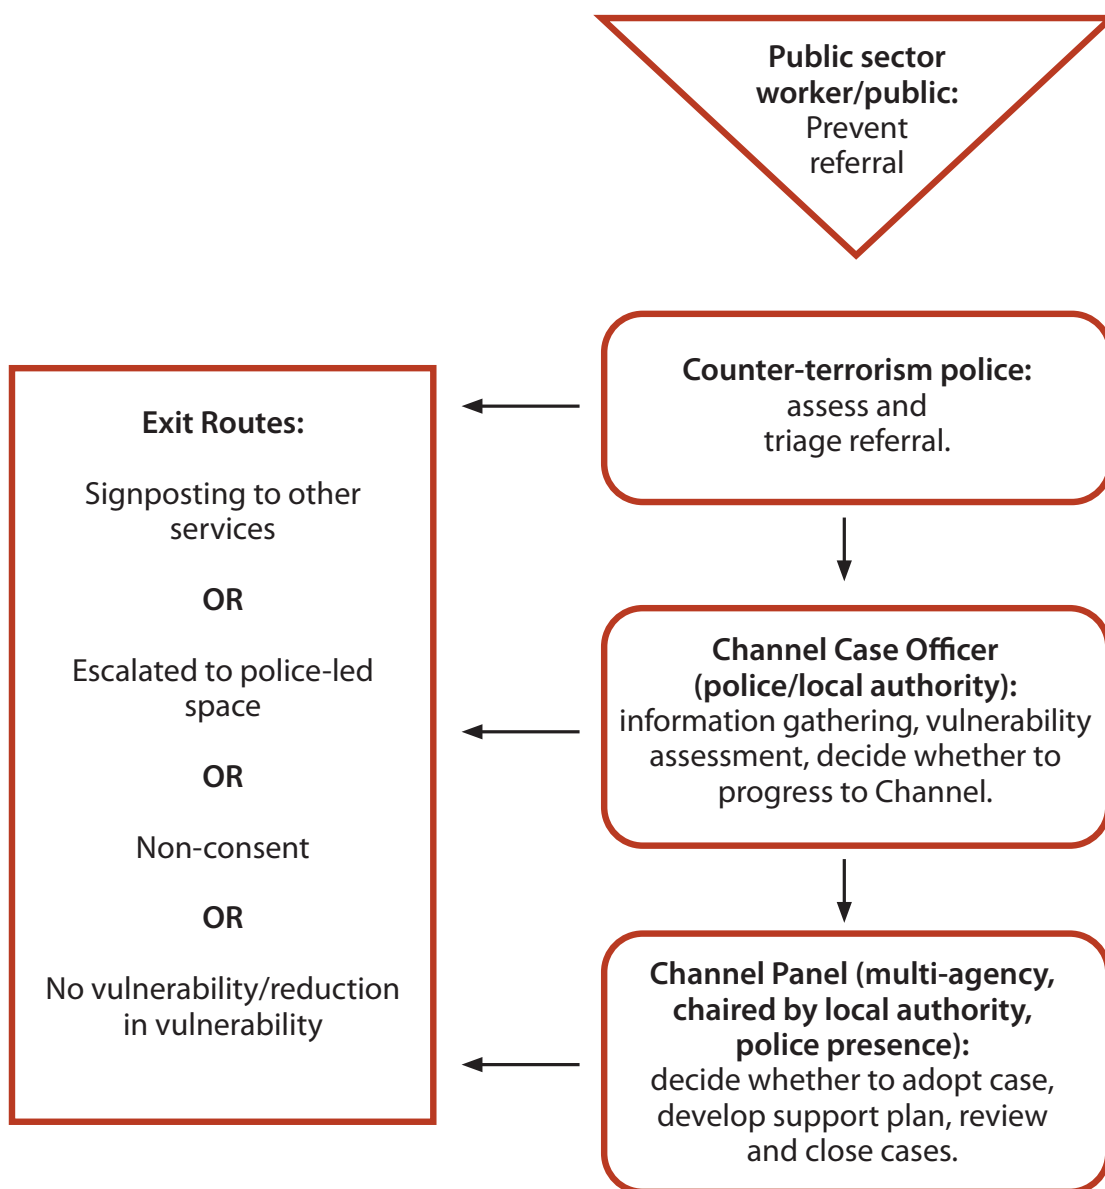 Public sector
worker/public:
Prevent
referral
Counter-terrorism police:
assess and
triage referral.
Exit Routes:
Signposting to other
services
OR
Escalated to police-led
space
OR
Non-consent
OR
No vulnerability/reduction
in vulnerability
Channel Case Officer
(police/local authority):
information gathering, vulnerability
assessment, decide whether to
progress to Channel.
Channel Panel (multi-agency,
chaired by local authority,
police presence):
decide whether to adopt case,
develop support plan, review
and close cases.